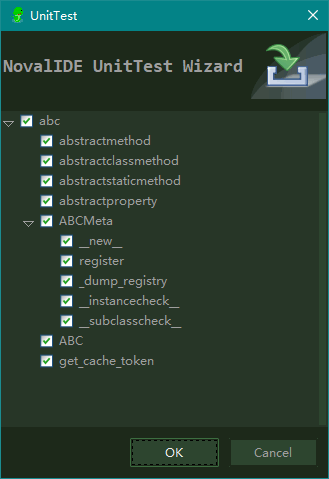 UnitTest
NovalIDE UnitTest Wizard
abc
abstractmethod
abstractclassmethod
abstractstaticmethod
abstractproperty
ABCMeta
__new__
register
_dump_registry
__instancecheck__
__subclasscheck__
ABC
get_cache_token
OK
Cancel